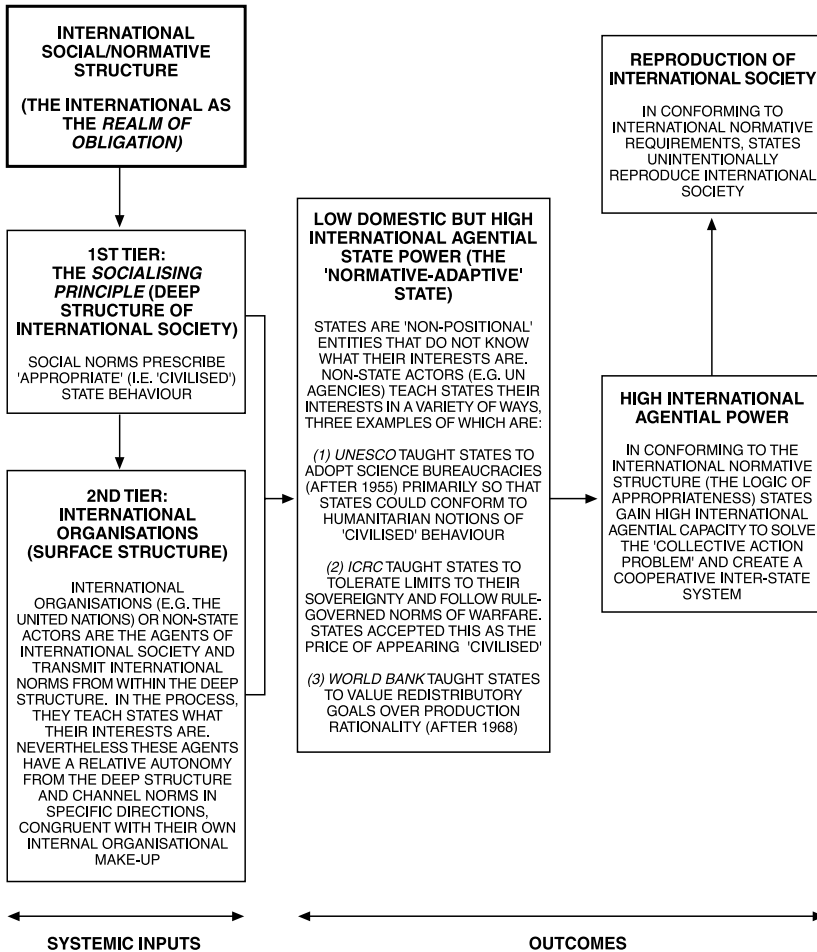 INTERNATIONAL
SOCIAL/NORMATIVE
STRUCTURE
(THE INTERNATIONAL AS
THE REALM OF
OBLIGATION)
1ST TIER:
THE SOCIALISING
PRINCIPLE (DEEP
STRUCTURE OF
INTERNATIONAL SOCIETY)
SOCIAL NORMS PRESCRIBE
'APPROPRIATE' (I.E. 'CIVILISED')
STATE BEHAVIOUR
2ND TIER:
INTERNATIONAL
ORGANISATIONS
(SURFACE STRUCTURE)
INTERNATIONAL
ORGANISATIONS (E.G. THE
UNITED NATIONS) OR NON-STATE
ACTORS ARE THE AGENTS OF
INTERNATIONAL SOCIETY AND
TRANSMIT INTERNATIONAL
NORMS FROM WITHIN THE DEEP
STRUCTURE. IN THE PROCESS,
THEY TEACH STATES WHAT
THEIR INTERESTS ARE.
NEVERTHELESS THESE AGENTS
HAVE A RELATIVE AUTONOMY
FROM THE DEEP STRUCTURE
AND CHANNEL NORMS IN
SPECIFIC DIRECTIONS,
CONGRUENT WITH THEIR OWN
INTERNAL ORGANISATIONAL
MAKE-UP
LOW DOMESTIC BUT HIGH
INTERNATIONAL AGENTIAL
STATE POWER (THE
'NORMATIVE-ADAPTIVE'
STATE)
STATES ARE 'NON-POSITIONAL'
ENTITIES THAT DO NOT KNOW
WHAT THEIR INTERESTS ARE.
NON-STATE ACTORS (E.G. UN
AGENCIES) TEACH STATES THEIR
INTERESTS IN A VARIETY OF WAYS,
THREE EXAMPLES OF WHICH ARE:
(1) UNESCO TAUGHT STATES TO
ADOPT SCIENCE BUREAUCRACIES
(AFTER 1955) PRIMARILY SO THAT
STATES COULD CONFORM TO
HUMANITARIAN NOTIONS OF
'CIVILISED' BEHAVIOUR
(2) ICRC TAUGHT STATES TO
TOLERATE LIMITS TO THEIR
SOVEREIGNTY AND FOLLOW RULE-
GOVERNED NORMS OF WARFARE.
STATES ACCEPTED THIS AS THE
PRICE OF APPEARING 'CIVILISED'
(3) WORLD BANK TAUGHT STATES
TO VALUE REDISTRIBUTORY
GOALS OVER PRODUCTION
RATIONALITY (AFTER 1968)
REPRODUCTION OF
INTERNATIONAL SOCIETY
IN CONFORMING TO
INTERNATIONAL NORMATIVE
REQUIREMENTS, STATES
UNINTENTIONALLY
REPRODUCE INTERNATIONAL
SOCIETY
HIGH INTERNATIONAL
AGENTIAL POWER
IN CONFORMING TO THE
INTERNATIONAL NORMATIVE
STRUCTURE (THE LOGIC OF
APPROPRIATENESS) STATES
GAIN HIGH INTERNATIONAL
AGENTIAL CAPACITY TO SOLVE
THE 'COLLECTIVE ACTION
PROBLEM' AND CREATE A
COOPERATIVE INTER-STATE
SYSTEM
SYSTEMIC INPUTS
OUTCOMES